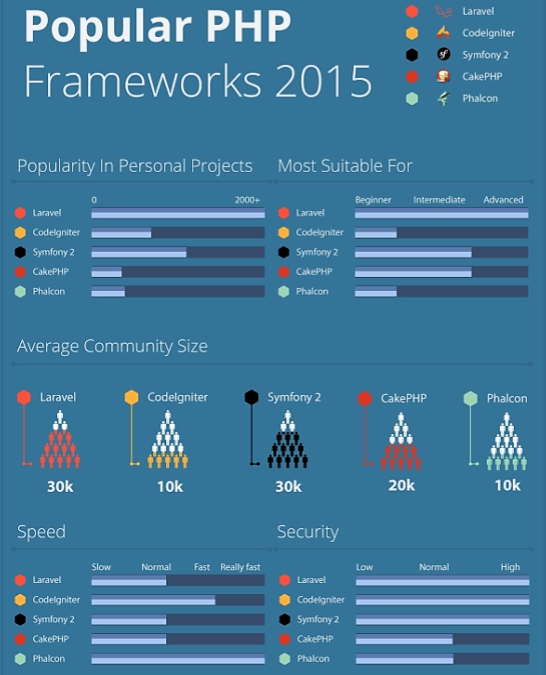 Popular PHP
Frameworks 2015
Laravel
CodeIgniter
sf Symfony 2
CakePHP
Phalcon
Popularity In Personal Projects
0 2000+
Laravel
CodeIgniter
Symfony 2
CakePHP
Phalcon
Most Suitable For
Beginner Intermediate Advanced
Laravel
CodeIgniter
Symfony 2
CakePHP
Phalcon
Average Community Size
Laravel CodeIgniter Symfony 2 CakePHP Phalcon
30k 10k 30k 20k 10k
Speed
Slow Normal Fast Really fast
Laravel
CodeIgniter
Symfony 2
CakePHP
Phalcon
Security
Low Normal High
Laravel
CodeIgniter
Symfony 2
CakePHP
Phalcon